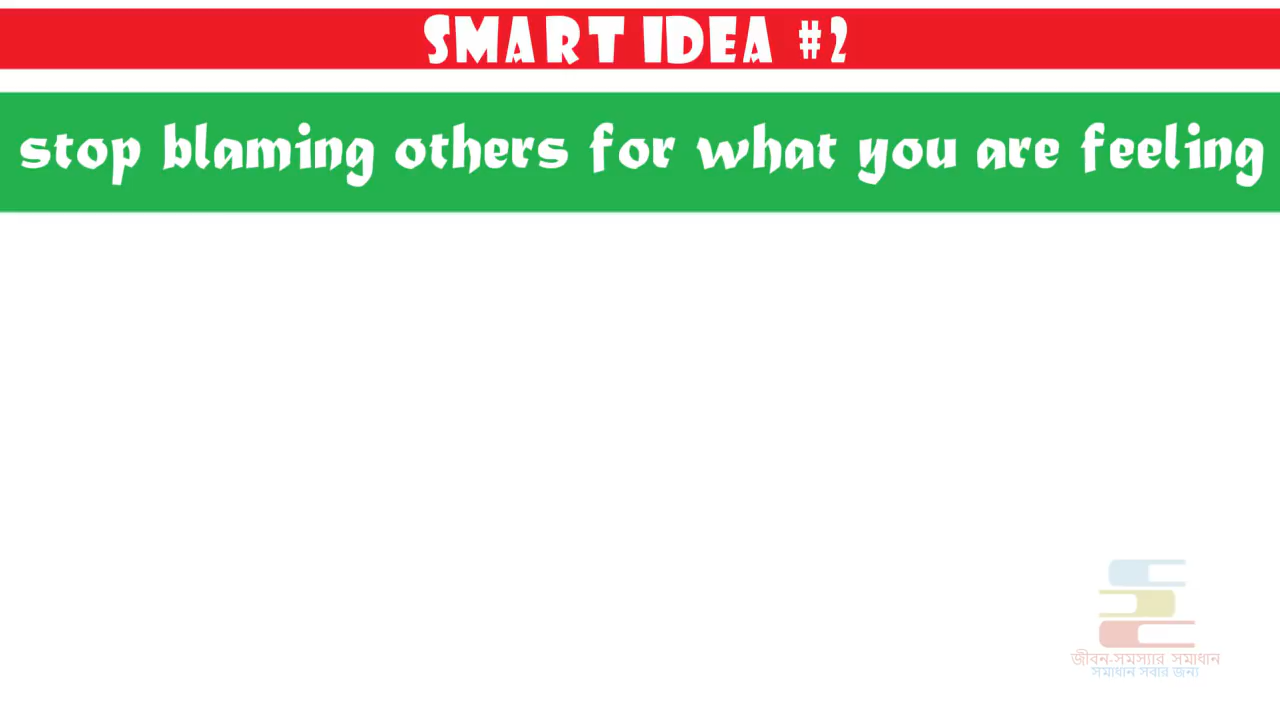 SMART IDEA #2
stop blaming others for what you are feeling
জীবন-সমস্যার সমাধান
সমাধান সবার জন্য